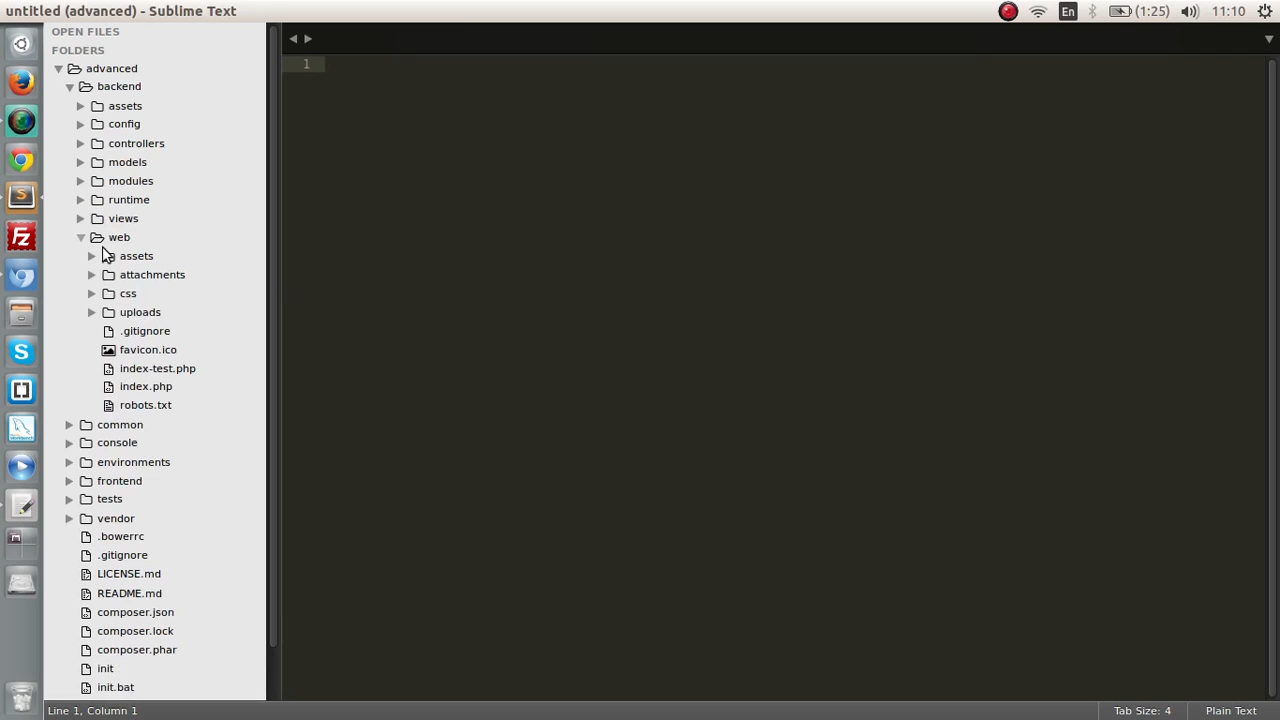 untitled (advanced) - Sublime Text
En
(1:25)
11:10
OPEN FILES
FOLDERS
advanced
backend
assets
config
controllers
models
modules
runtime
views
web
assets
attachments
css
uploads
.gitignore
favicon.ico
index-test.php
index.php
robots.txt
common
console
environments
frontend
tests
vendor
.bowerrc
.gitignore
LICENSE.md
README.md
composer.json
composer.lock
composer.phar
init
init.bat
1
Line 1, Column 1
Tab Size: 4
Plain Text